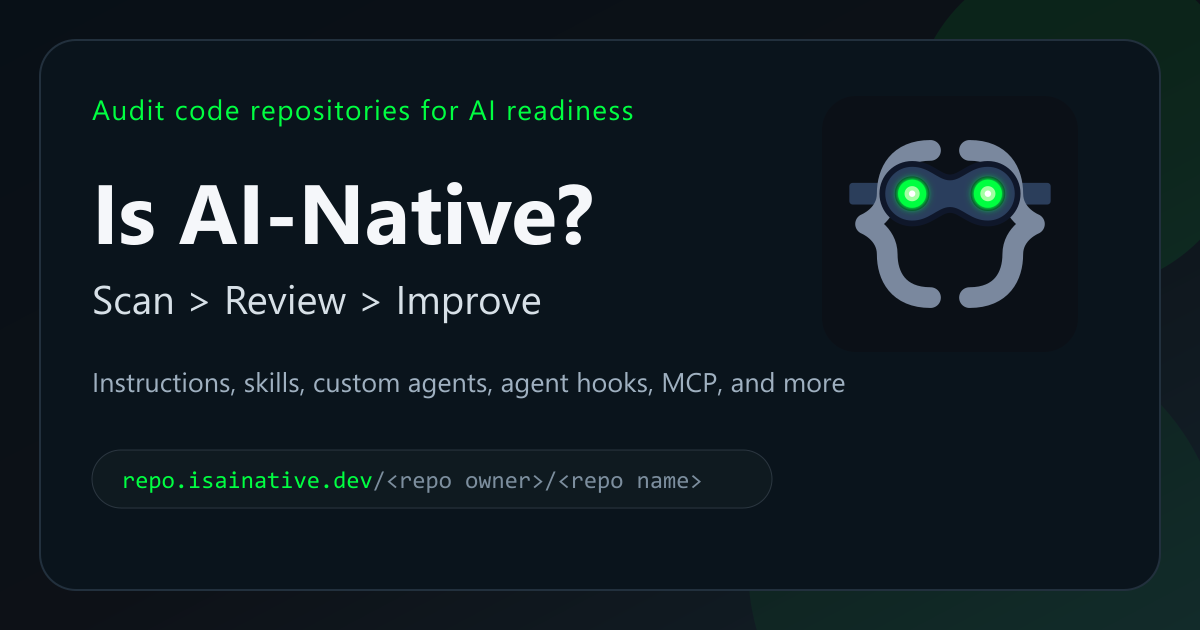 Audit code repositories for AI readiness
Is AI-Native?
Scan > Review > Improve
Instructions, skills, custom agents, agent hooks, MCP, and more
repo.isainative.dev/<repo owner>/<repo name>